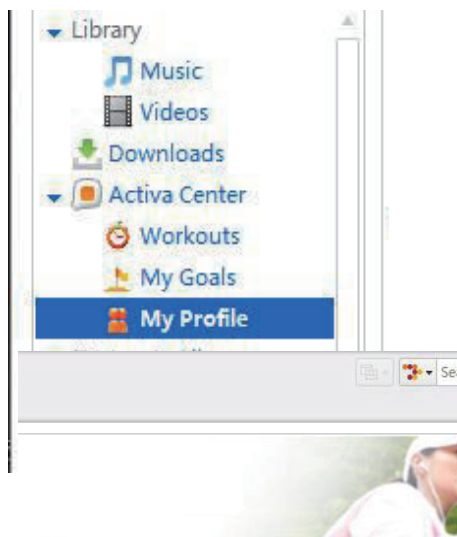 Library
Music
Videos
Downloads
Activa Center
Workouts
My Goals
My Profile